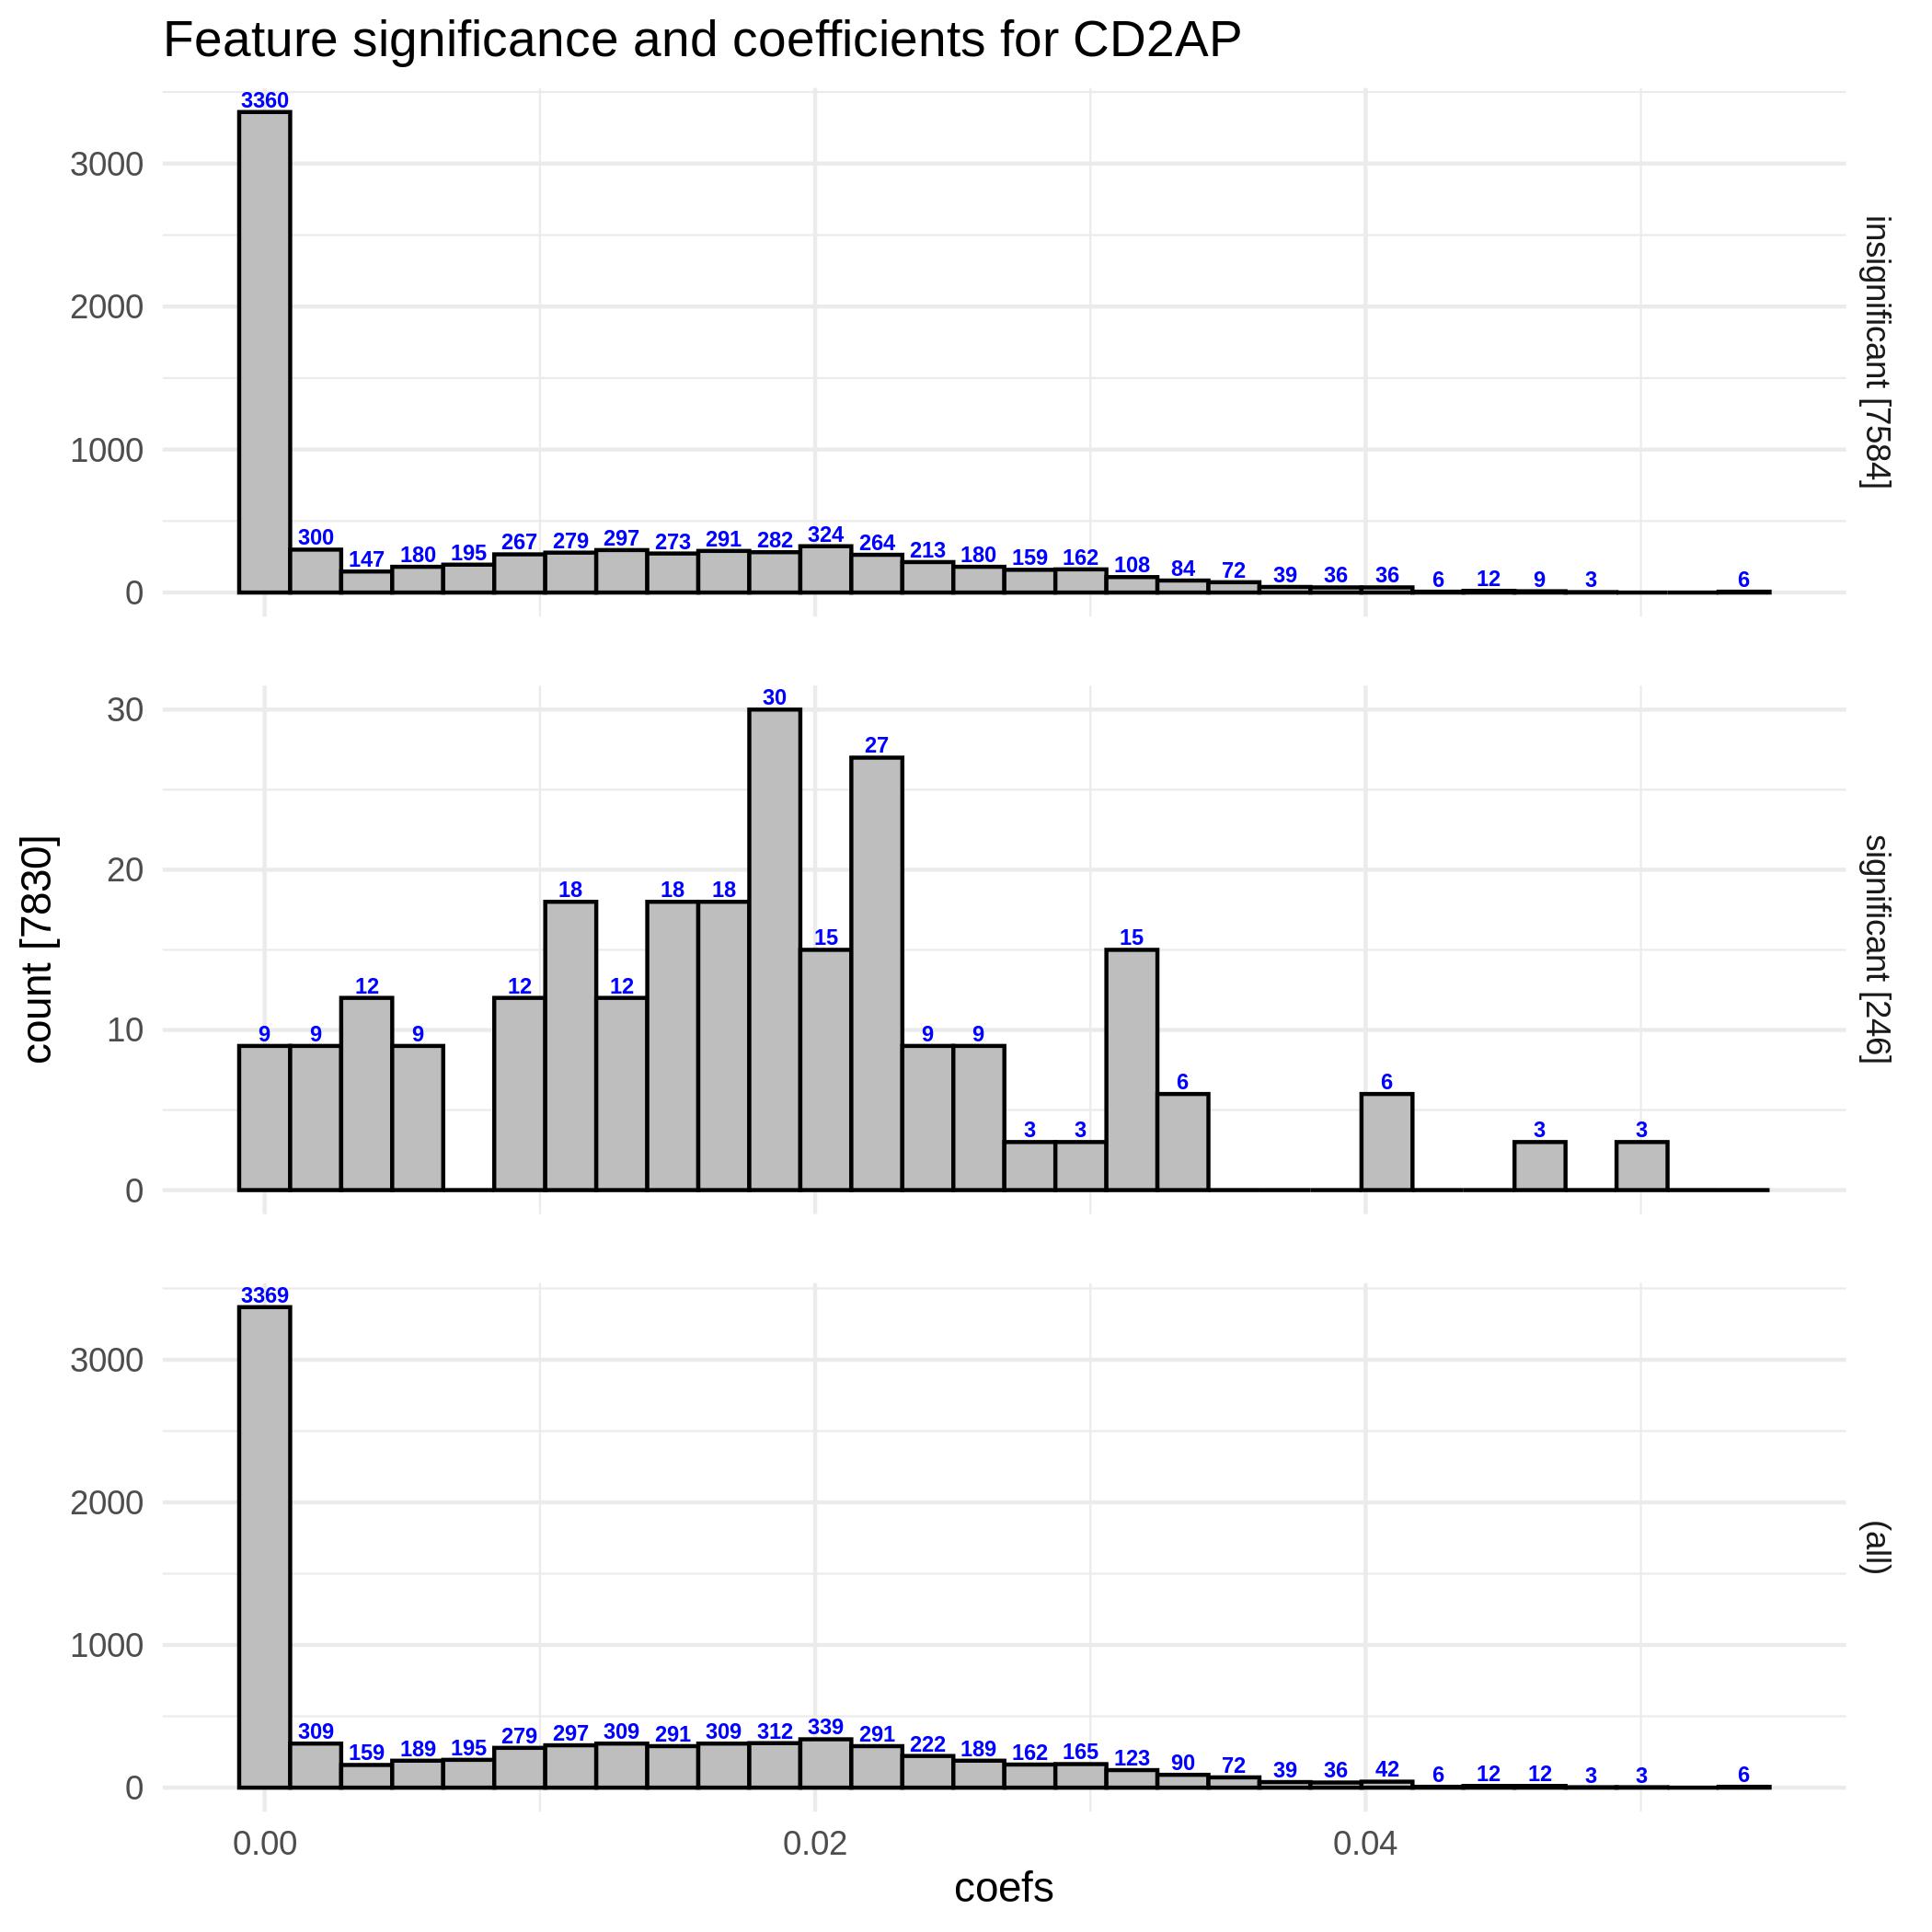 Feature significance and coefficients for CD2AP
3360
3000
2000
1000
0
300 147 180 195 267 279 297 273 291 282 324 264 213 180 159 162 108 84 72 39 36 36 6 12 9 3 6
insignificant [7584]
30
20
10
0
9 9 12 9 12 18 12 18 18 30 15 27 9 9 3 3 15 6 6 3 3
significant [246]
count [7830]
3369
3000
2000
1000
0
309 159 189 195 279 297 309 291 309 312 339 291 222 189 162 165 123 90 72 39 36 42 6 12 12 3 3 6
(all)
0.00 0.02 0.04
coefs